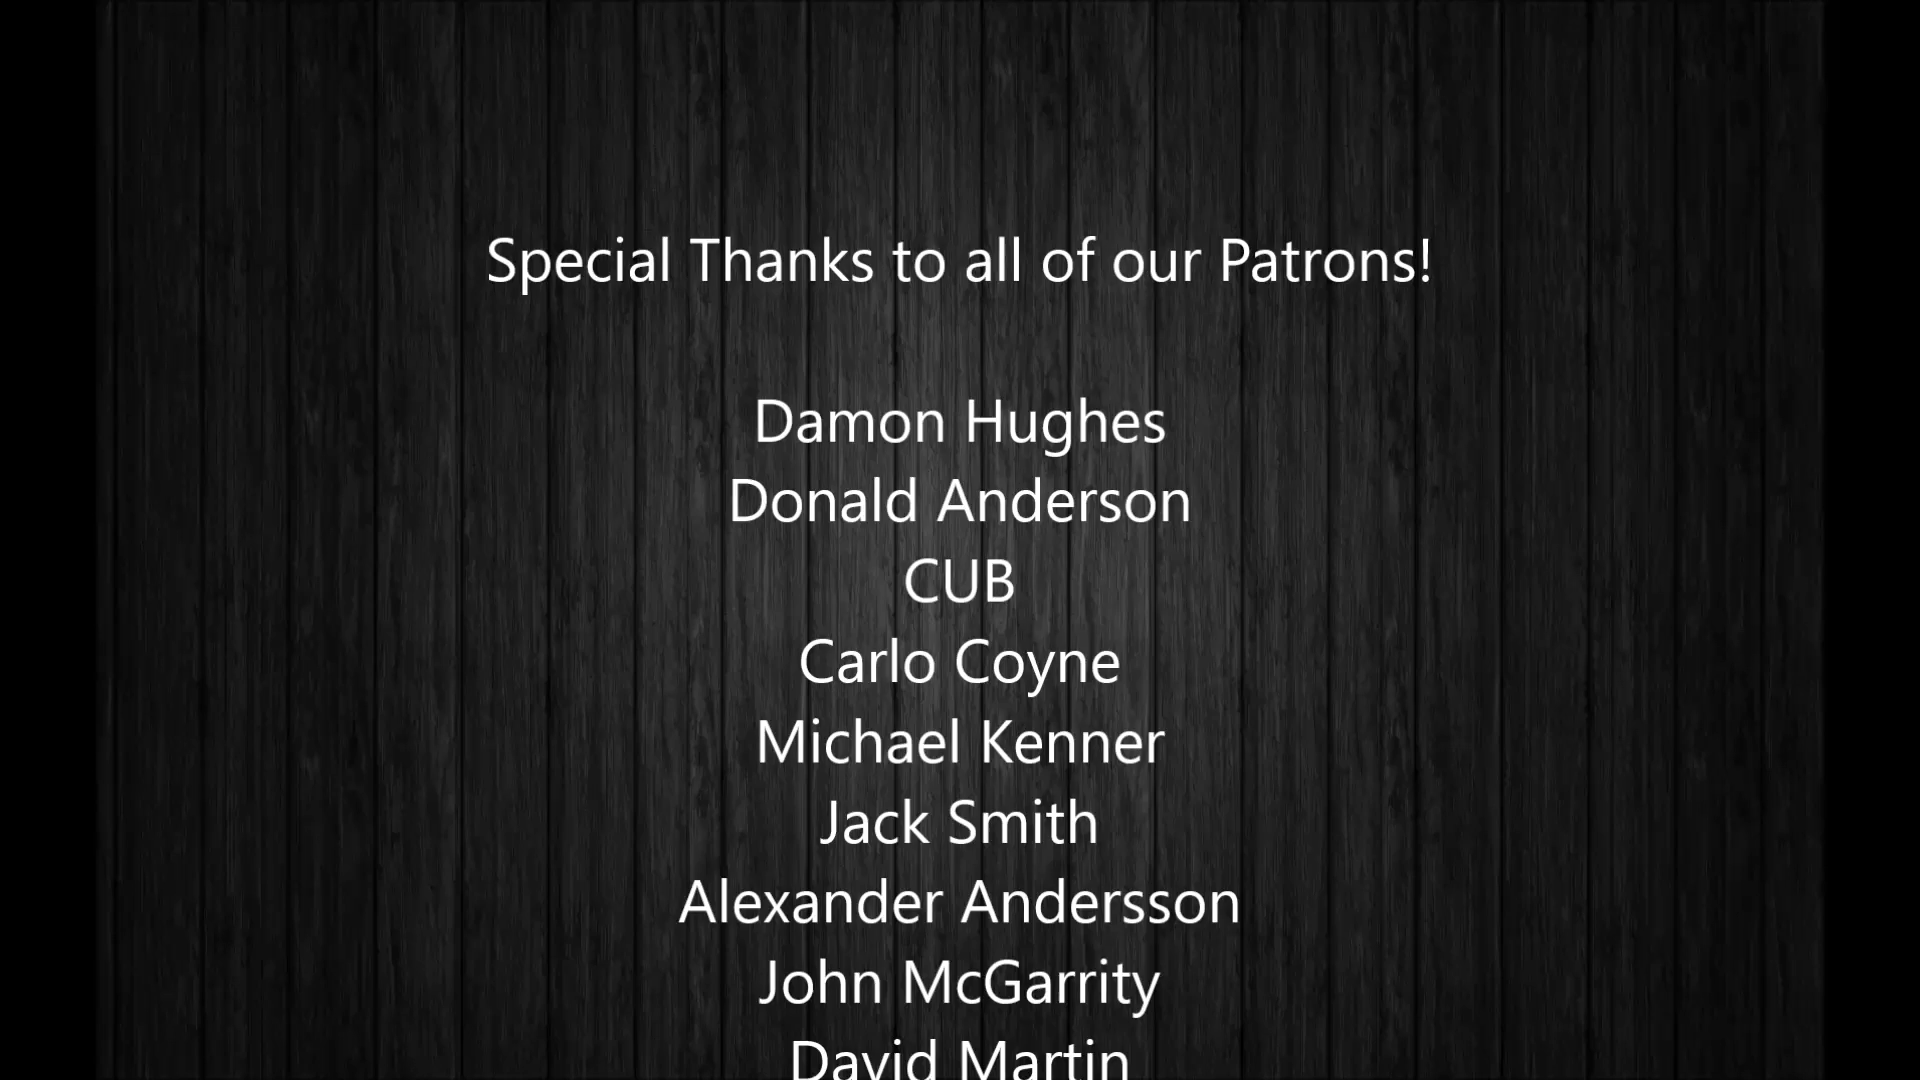 Special Thanks to all of our Patrons!
Damon Hughes
Donald Anderson
CUB
Carlo Coyne
Michael Kenner
Jack Smith
Alexander Andersson
John McGarrity
David Martin